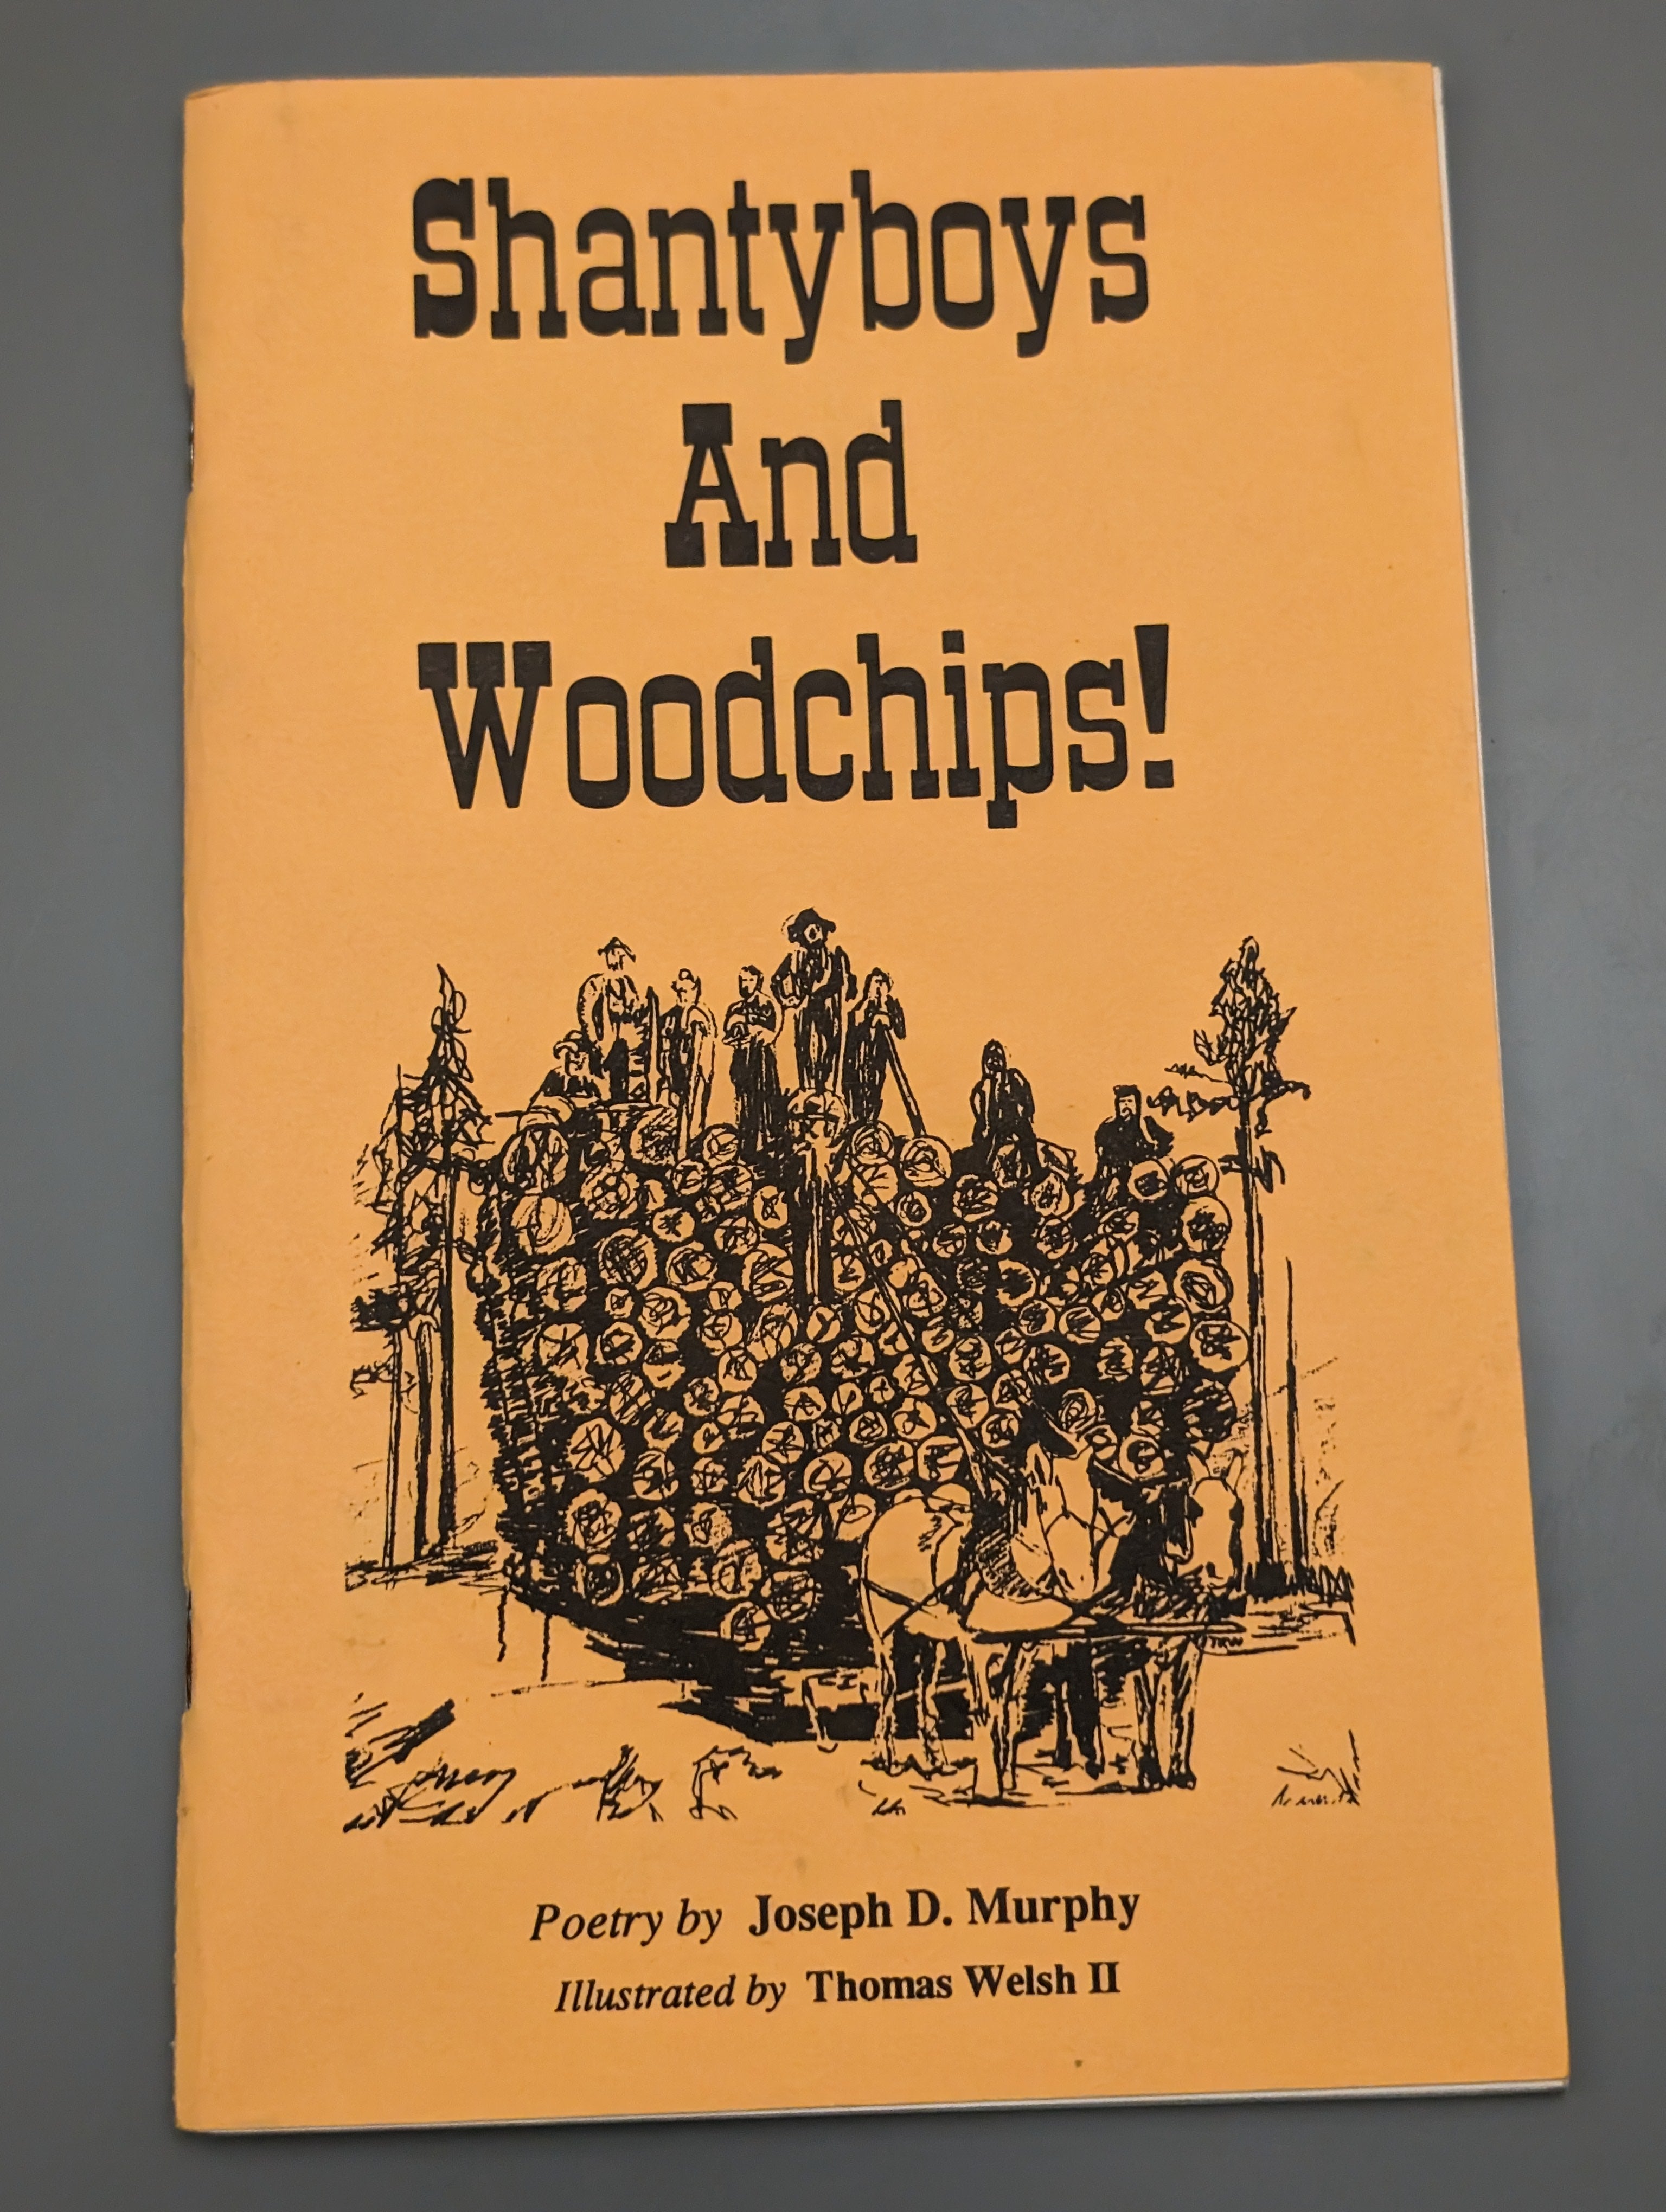 Shantyboys
And
Woodchips!
Poetry by Joseph D. Murphy
Illustrated by Thomas Welsh II